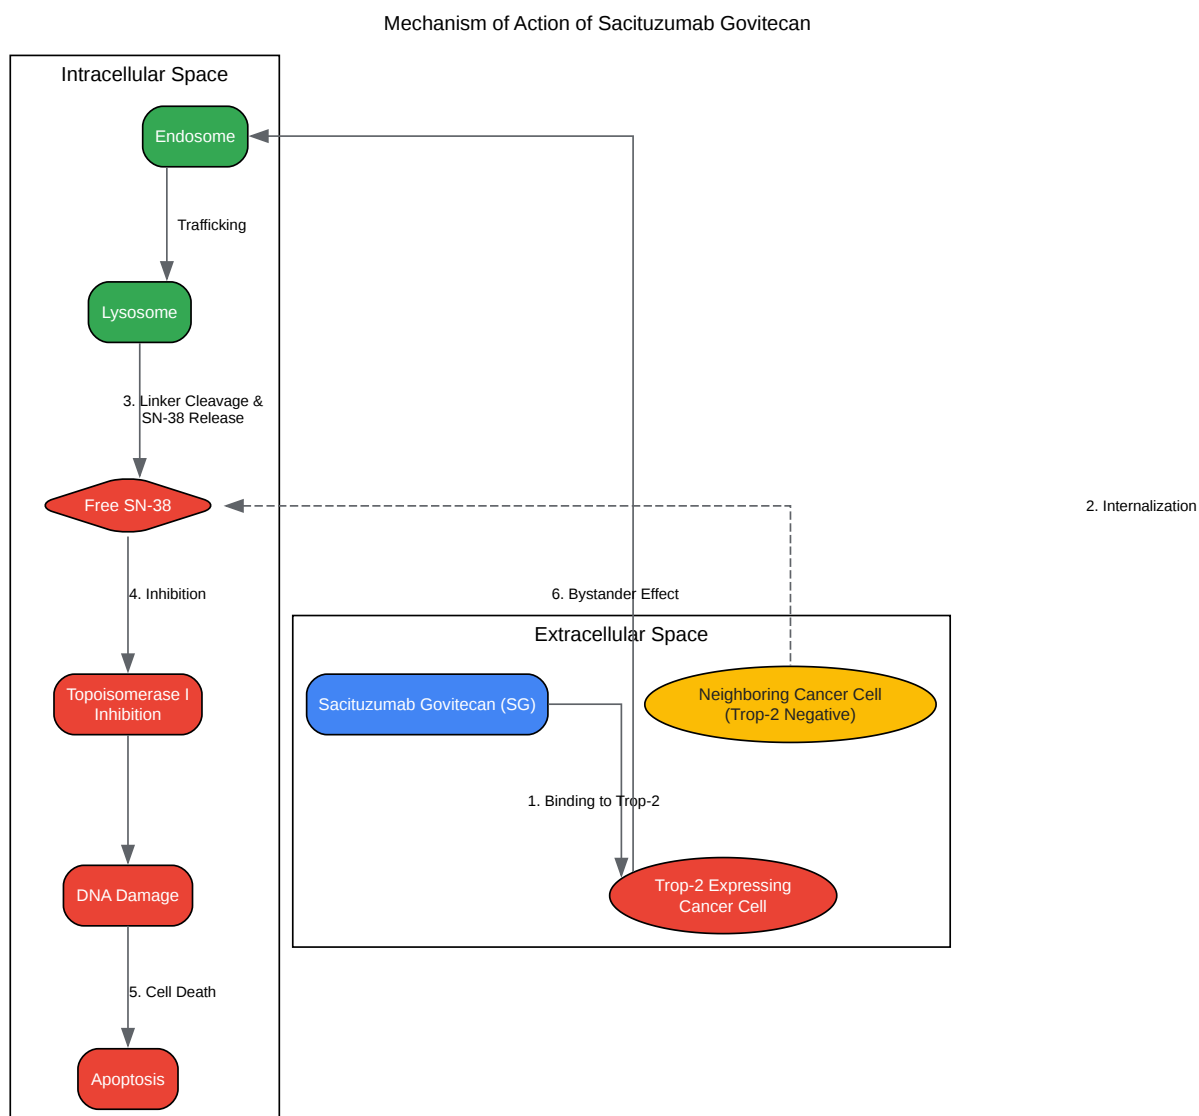 Mechanism of Action of Sacituzumab Govitecan
Intracellular Space
Endosome
Trafficking
Lysosome
3. Linker Cleavage &
SN-38 Release
Free SN-38
2. Internalization
4. Inhibition
6. Bystander Effect
Extracellular Space
Topoisomerase I
Inhibition
Sacituzumab Govitecan (SG)
Neighboring Cancer Cell
(Trop-2 Negative)
1. Binding to Trop-2
DNA Damage
Trop-2 Expressing
Cancer Cell
5. Cell Death
Apoptosis